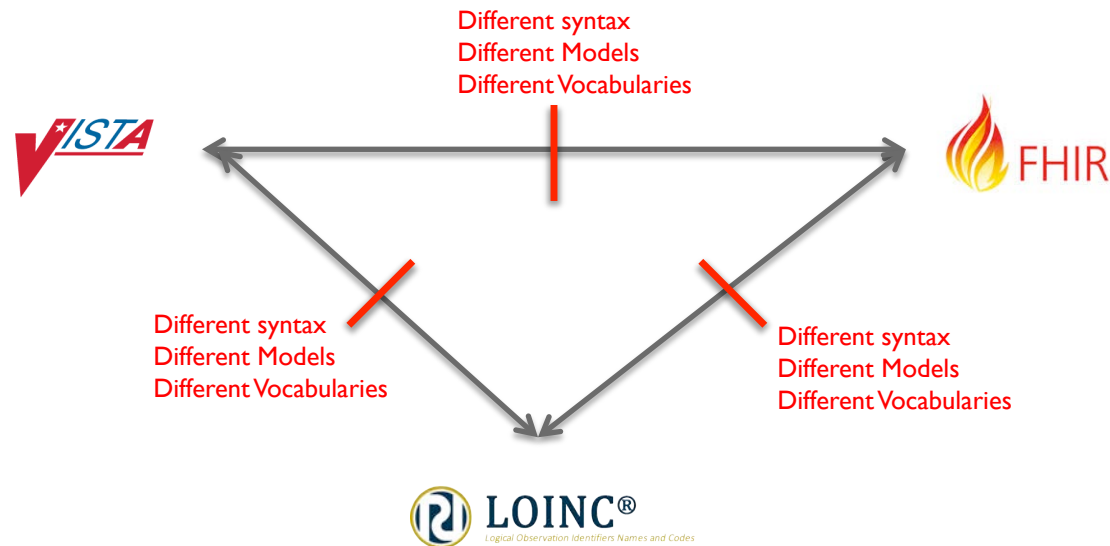 Different syntax
Different Models
Different Vocabularies
VISTA
FHIR
Different syntax
Different Models
Different Vocabularies
Different syntax
Different Models
Different Vocabularies
LOINC®
Logical Observation Identifiers Names and Codes